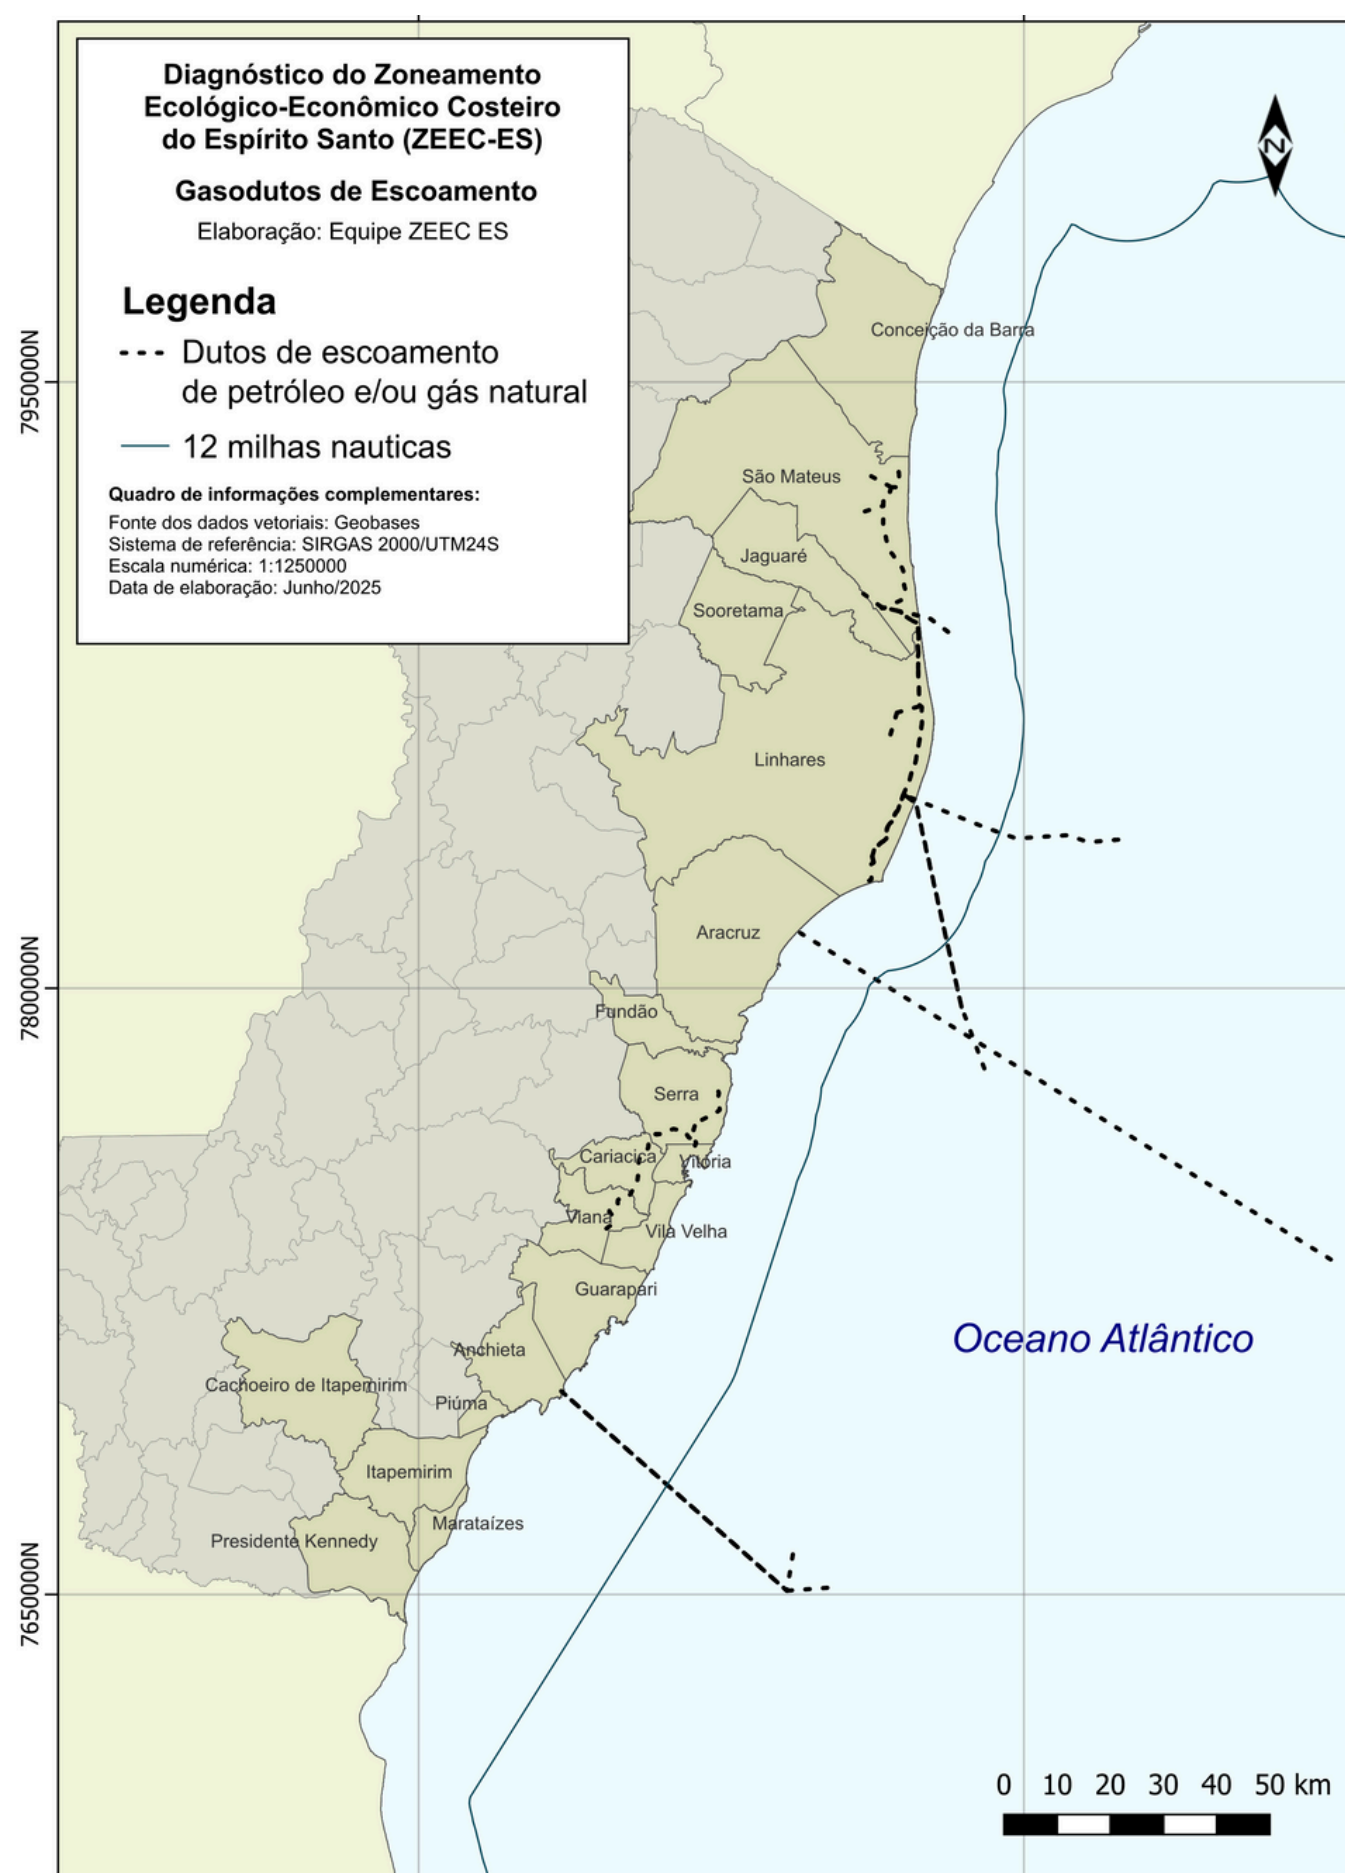 Diagnóstico do Zoneamento
Ecológico-Econômico Costeiro
do Espírito Santo (ZEEC-ES)
Gasodutos de Escoamento
Elaboração: Equipe ZEEC ES
Legenda
Dutos de escoamento
de petróleo e/ou gás natural
12 milhas nauticas
Quadro de informações complementares:
Fonte dos dados vetoriais: Geobases
Sistema de referência: SIRGAS 2000/UTM24S
Escala numérica: 1:1250000
Data de elaboração: Junho/2025
N
7950000N
7800000N
7650000N
Conceição da Barra
São Mateus
Jaguaré
Sooretama
Linhares
Aracruz
Fundão
Serra
Cariacica
Vitória
Viana
Vila Velha
Guarapari
Anchieta
Cachoeiro de Itapemirim
Piúma
Itapemirim
Marataízes
Presidente Kennedy
Oceano Atlântico
0 10 20 30 40 50 km